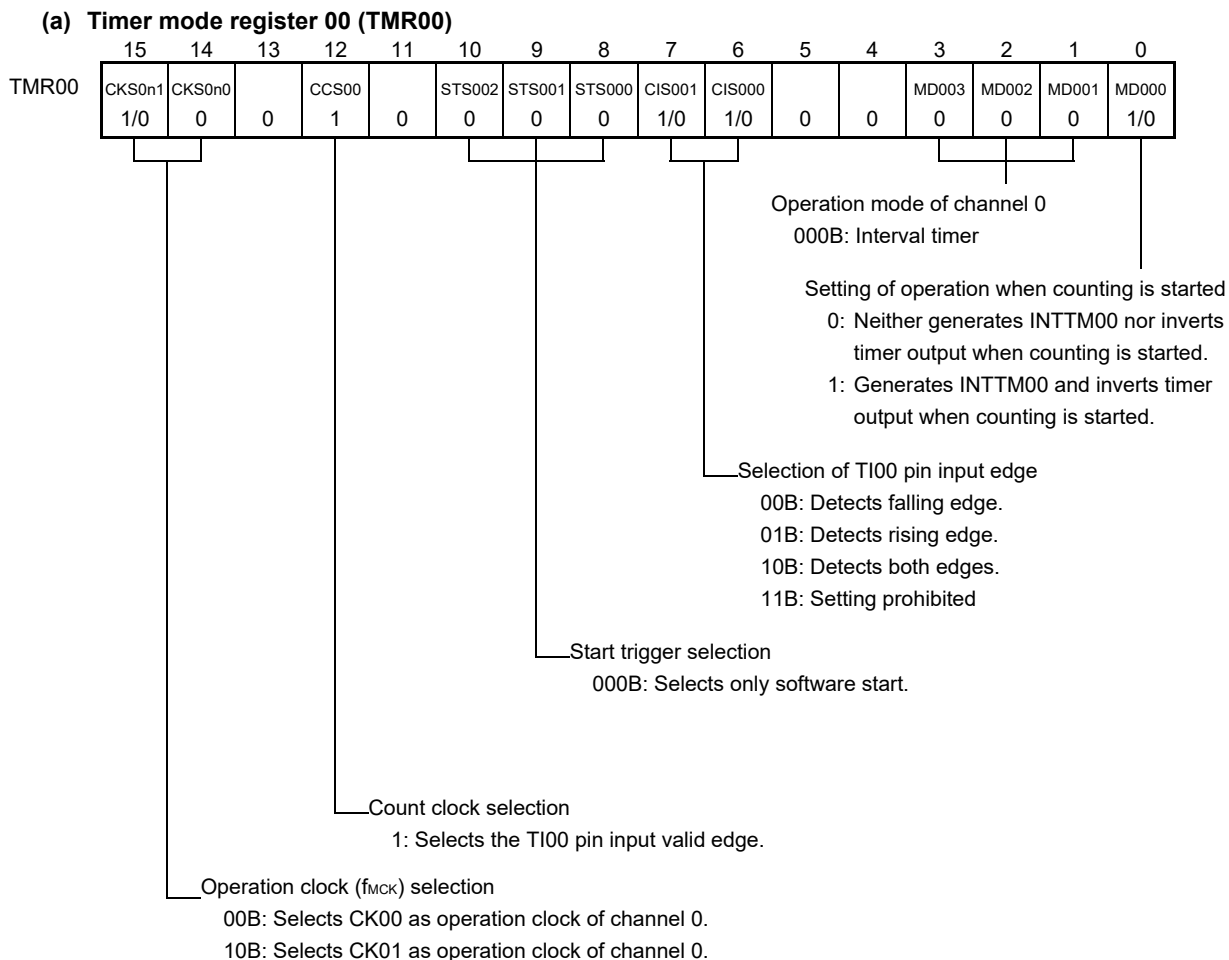 (a) Timer mode register 00 (TMR00)
15 14 13 12 11 10 9 8 7 6 5 4 3 2 1 0
TMR00 CKS0n1 CKS0n0 CCS00 STS002 STS001 STS000 CIS001 CIS000 MD003 MD002 MD001 MD000
1/0 0 0 1 0 0 0 0 1/0 1/0 0 0 0 0 0 1/0
Operation mode of channel 0
000B: Interval timer
Setting of operation when counting is started
0: Neither generates INTTM00 nor inverts
timer output when counting is started.
1: Generates INTTM00 and inverts timer
output when counting is started.
Selection of TI00 pin input edge
00B: Detects falling edge.
01B: Detects rising edge.
10B: Detects both edges.
11B: Setting prohibited
Start trigger selection
000B: Selects only software start.
Count clock selection
1: Selects the TI00 pin input valid edge.
Operation clock (fMCK) selection
00B: Selects CK00 as operation clock of channel 0.
10B: Selects CK01 as operation clock of channel 0.